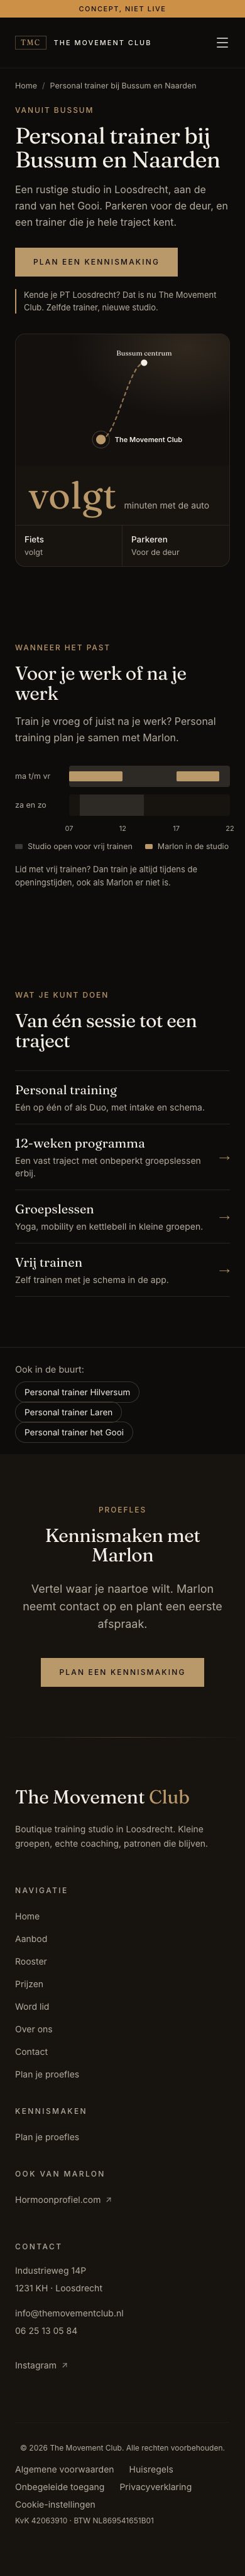 CONCEPT, NIET LIVE
TMC THE MOVEMENT CLUB
Home / Personal trainer bij Bussum en Naarden
VANUIT BUSSUM
Personal trainer bij
Bussum en Naarden
Een rustige studio in Loosdrecht, aan de
rand van het Gooi. Parkeren voor de deur, en
een trainer die je hele traject kent.
PLAN EEN KENNISMAKING
Kende je PT Loosdrecht? Dat is nu The Movement
Club. Zelfde trainer, nieuwe studio.
Bussum centrum
The Movement Club
volgt minuten met de auto
Fiets
volgt
Parkeren
Voor de deur
WANNEER HET PAST
Voor je werk of na je
werk
Train je vroeg of juist na je werk? Personal
training plan je samen met Marlon.
ma t/m vr
za en zo
07 12 17 22
Studio open voor vrij trainen Marlon in de studio
Lid met vrij trainen? Dan train je altijd tijdens de
openingstijden, ook als Marlon er niet is.
WAT JE KUNT DOEN
Van één sessie tot een
traject
Personal training
Eén op één of als Duo, met intake en schema.
12-weken programma
Een vast traject met onbeperkt groepslessen
erbij.
→
Groepslessen
Yoga, mobility en kettlebell in kleine groepen.
→
Vrij trainen
Zelf trainen met je schema in de app.
→
Ook in de buurt:
Personal trainer Hilversum
Personal trainer Laren
Personal trainer het Gooi
PROEFLES
Kennismaken met
Marlon
Vertel waar je naartoe wilt. Marlon
neemt contact op en plant een eerste
afspraak.
PLAN EEN KENNISMAKING
The Movement Club
Boutique training studio in Loosdrecht. Kleine
groepen, echte coaching, patronen die blijven.
NAVIGATIE
Home
Aanbod
Rooster
Prijzen
Word lid
Over ons
Contact
Plan je proefles
KENNISMAKEN
Plan je proefles
OOK VAN MARLON
Hormoonprofiel.com ↗
CONTACT
Industrieweg 14P
1231 KH · Loosdrecht
info@themovementclub.nl
06 25 13 05 84
Instagram ↗
© 2026 The Movement Club. Alle rechten voorbehouden.
Algemene voorwaarden Huisregels
Onbegeleide toegang Privacyverklaring
Cookie-instellingen
KvK 42063910 · BTW NL869541651B01